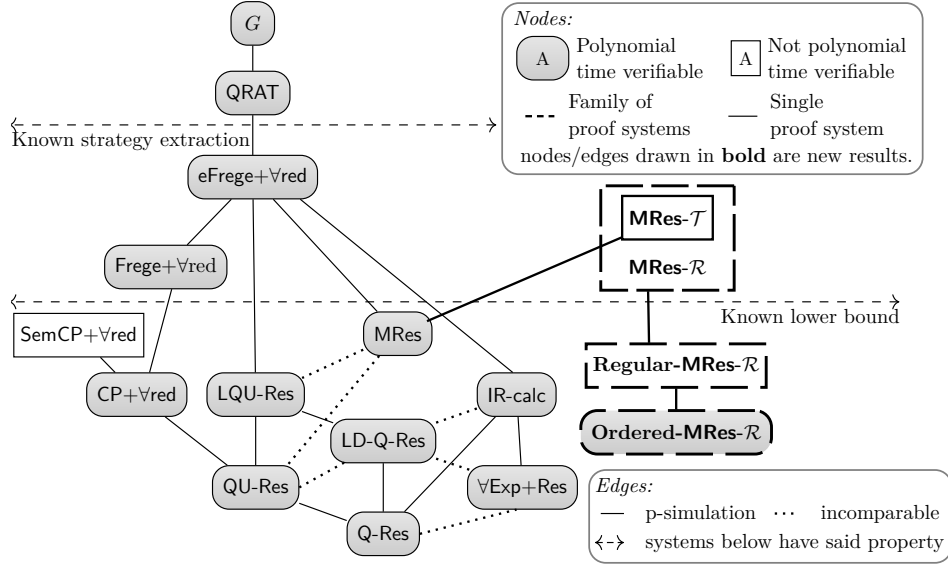 G
Nodes:
A Polynomial time verifiable
A Not polynomial time verifiable
Family of proof systems
Single proof system
nodes/edges drawn in bold are new results.
QRAT
Known strategy extraction
eFrege+∀red
MRes-𝒯
MRes-ℛ
Frege+∀red
Known lower bound
SemCP+∀red
MRes
Regular-MRes-ℛ
CP+∀red
LQU-Res
IR-calc
LD-Q-Res
Ordered-MRes-ℛ
QU-Res
∀Exp+Res
Q-Res
Edges:
p-simulation
incomparable
systems below have said property